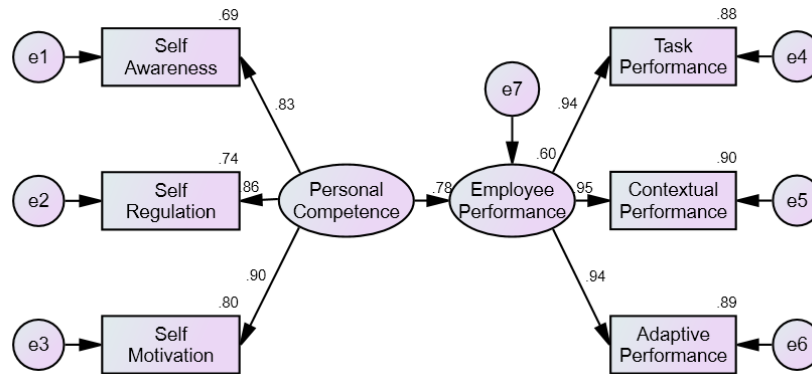 .69
.88
e1
Self
Awareness
Task
Performance
e4
e7
.83
.94
.74
.60
.90
e2
Self
Regulation
.86
Personal
Competence
.78
Employee
Performance
.95
Contextual
Performance
e5
.90
.94
.80
.89
e3
Self
Motivation
Adaptive
Performance
e6